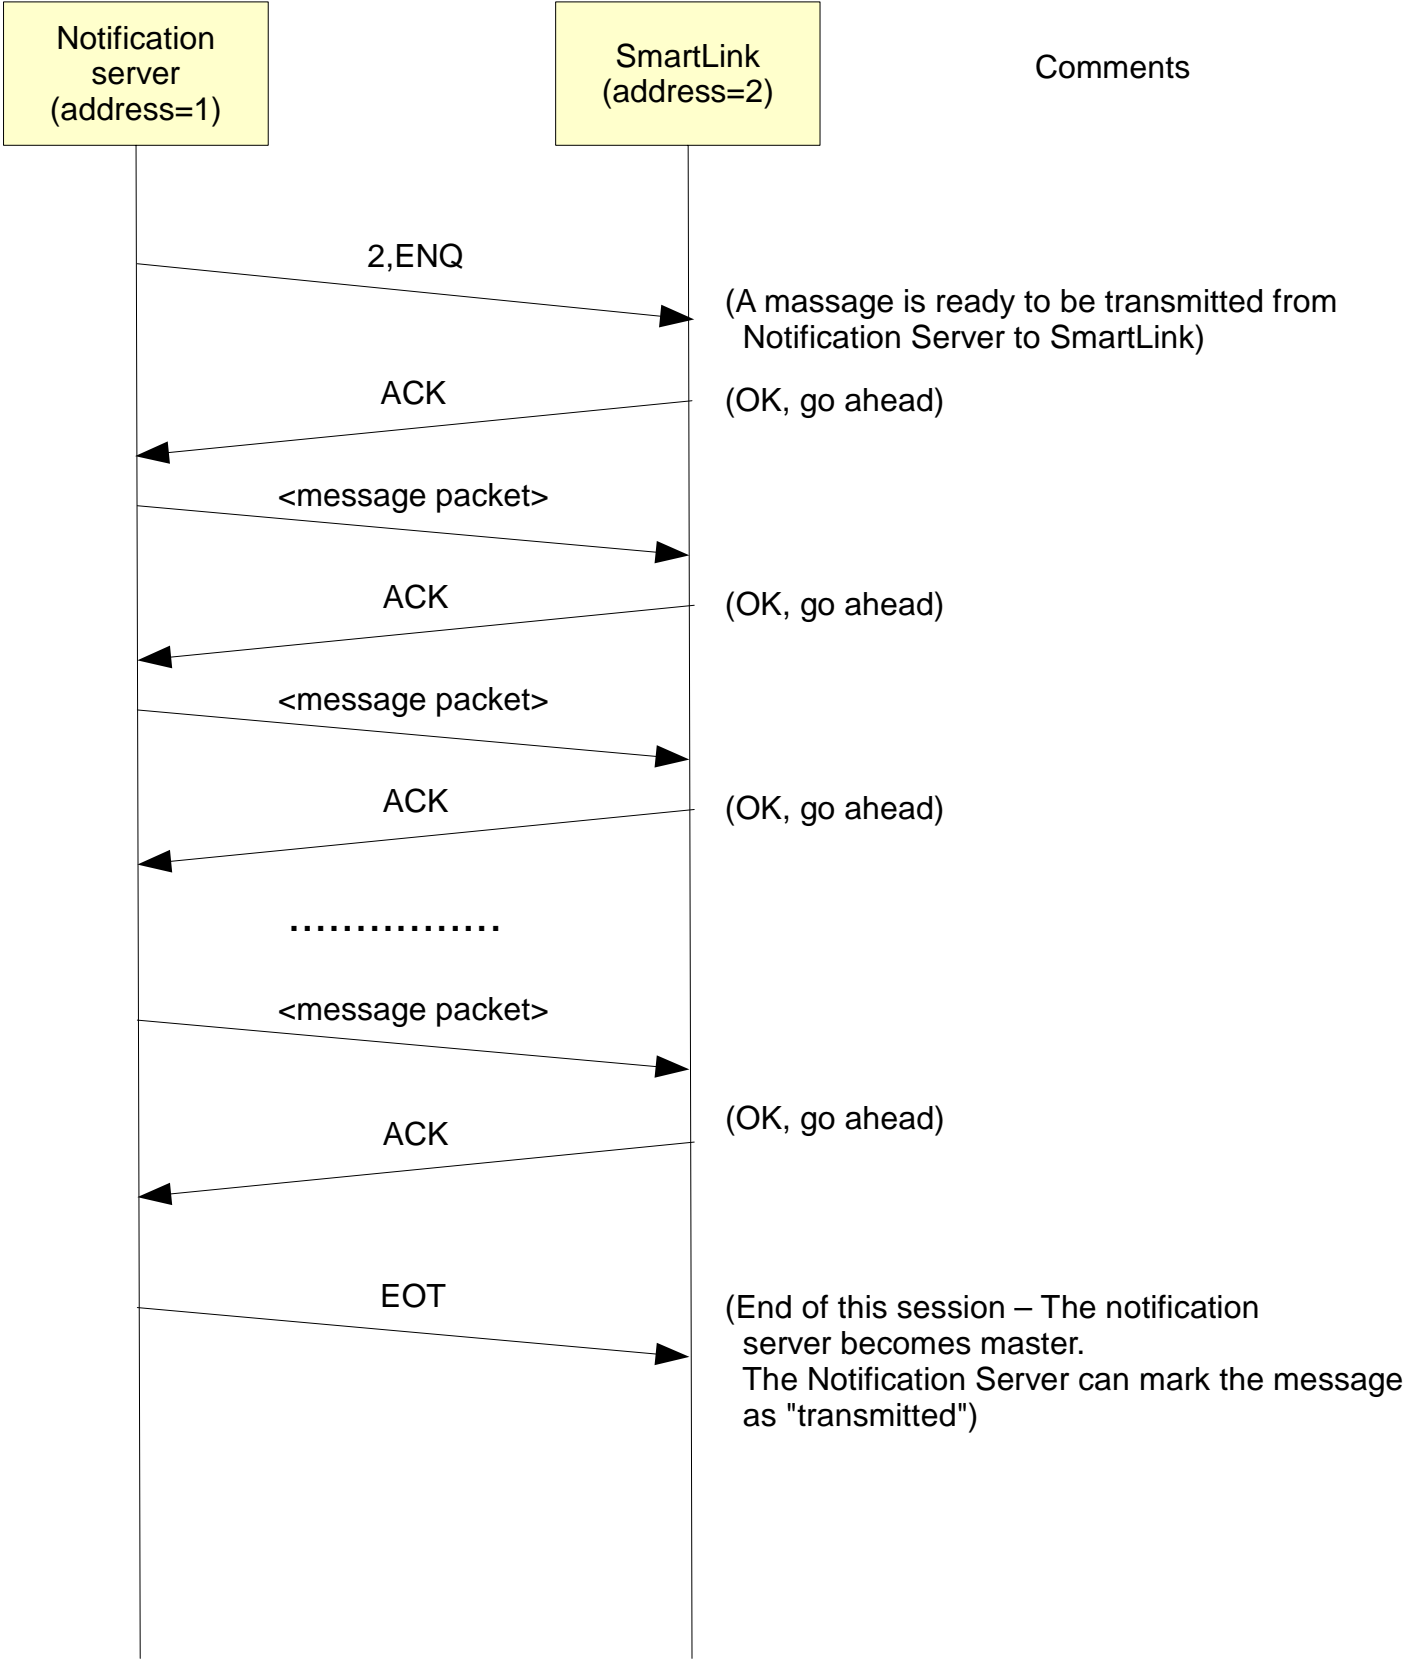 Notification
server
(address=1)
SmartLink
(address=2)
Comments
2,ENQ
(A massage is ready to be transmitted from
Notification Server to SmartLink)
ACK
(OK, go ahead)
<message packet>
ACK
(OK, go ahead)
<message packet>
ACK
(OK, go ahead)
................
<message packet>
(OK, go ahead)
ACK
EOT
(End of this session – The notification
server becomes master.
The Notification Server can mark the message
as "transmitted")